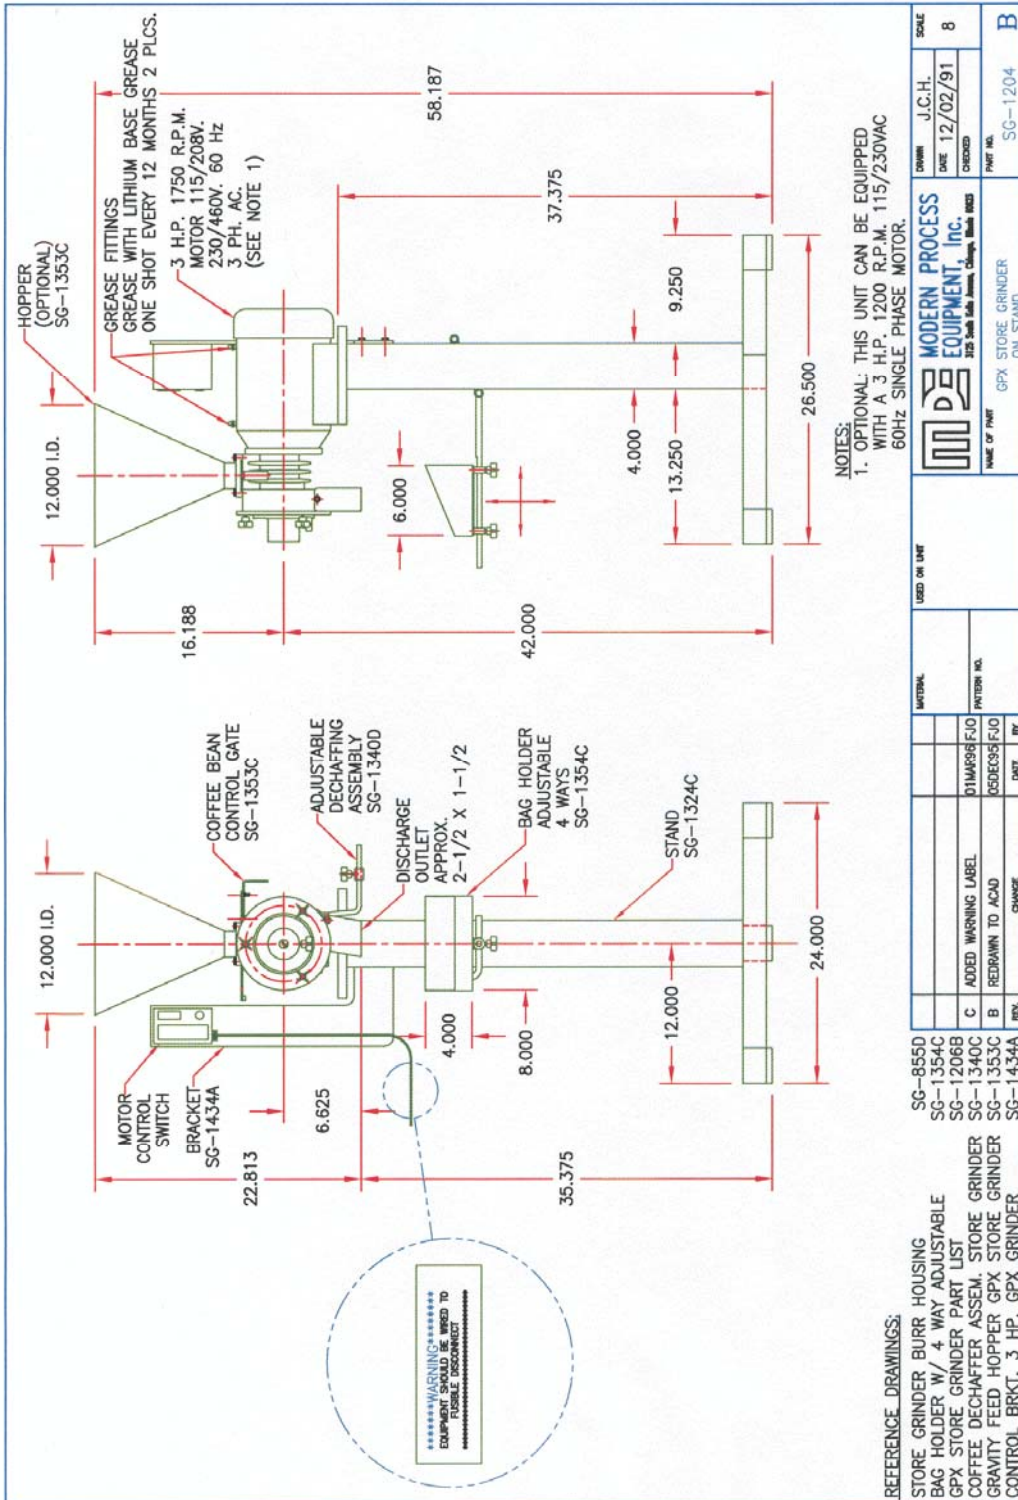 HOPPER
(OPTIONAL)
SG-1353C
12.000 I.D.
GREASE FITTINGS
GREASE WITH LITHIUM BASE GREASE
ONE SHOT EVERY 12 MONTHS 2 PLCS.
3 H.P. 1750 R.P.M.
MOTOR 115/208V.
230/460V. 60 Hz
3 PH. AC.
(SEE NOTE 1)
16.188
42.000
58.187
37.375
6.000
4.000
13.250
9.250
26.500
NOTES:
1. OPTIONAL: THIS UNIT CAN BE EQUIPPED
WITH A 3 H.P. 1200 R.P.M. 115/230VAC
60Hz SINGLE PHASE MOTOR.
12.000 I.D.
COFFEE BEAN
CONTROL GATE
SG-1353C
ADJUSTABLE
DECHAFFING
ASSEMBLY
SG-1340D
DISCHARGE
OUTLET
APPROX.
2-1/2 X 1-1/2
BAG HOLDER
ADJUSTABLE
4 WAYS
SG-1354C
STAND
SG-1324C
MOTOR
CONTROL
SWITCH
BRACKET
SG-1434A
6.625
22.813
35.375
4.000
8.000
12.000
24.000
WARNING
EQUIPMENT SHOULD BE WIRED TO
FUSIBLE DISCONNECT
REFERENCE DRAWINGS:
STORE GRINDER BURR HOUSING SG-855D
BAG HOLDER W/ 4 WAY ADJUSTABLE SG-1354C
GPX STORE GRINDER PART LIST SG-1206B
COFFEE DECHAFFER ASSEM. STORE GRINDER SG-1340C
GRAVITY FEED HOPPER GPX STORE GRINDER SG-1353C
CONTROL BRKT. 3 HP. GPX GRINDER SG-1434A
C ADDED WARNING LABEL 01MAR96 FJO
B REDRAWN TO ACAD 05DEC95 FJO
REV. CHANGE DATE BY
MATERIAL
PATTERN NO.
USED ON UNIT
MODERN PROCESS
EQUIPMENT, Inc.
NAME OF PART
GPX STORE GRINDER
ON STAND
DRAWN J.C.H.
DATE 12/02/91
CHECKED
SCALE 8
PART NO.
SG-1204 B